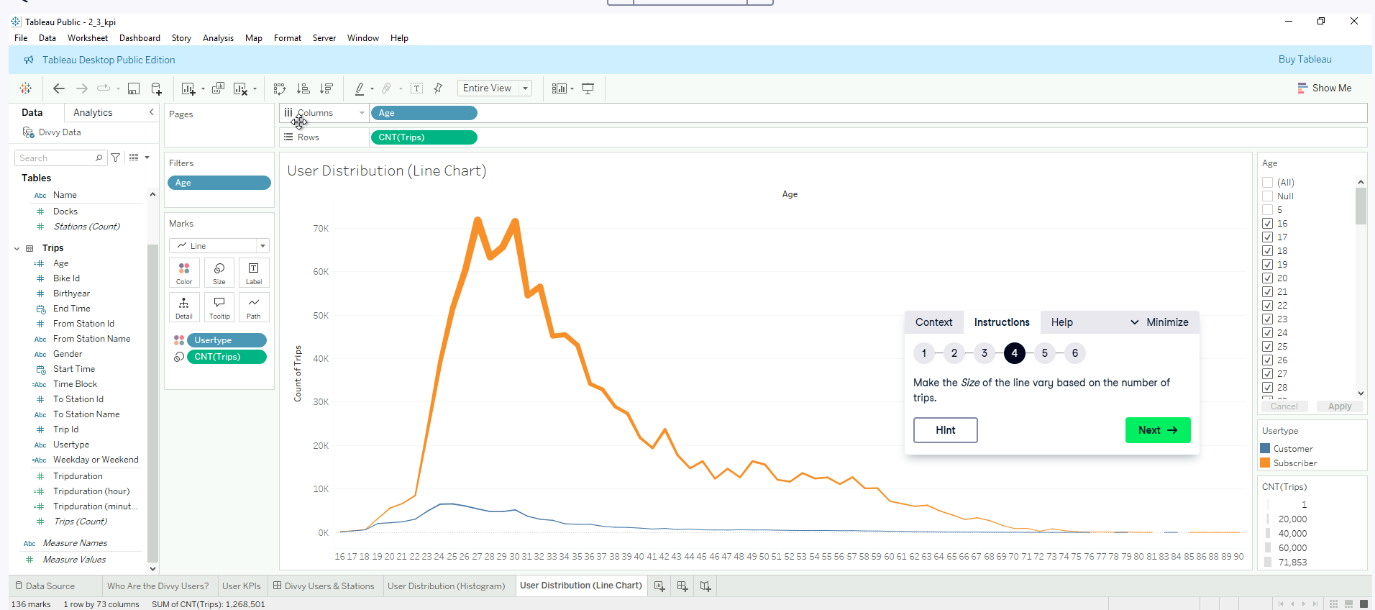 Tableau Public - 2_3_kpi
File Data Worksheet Dashboard Story Analysis Map Format Server Window Help
Tableau Desktop Public Edition
Buy Tableau
Entire View
Show Me
Data
Analytics
Divvy Data
Search
Tables
Abc Name
# Docks
# Stations (Count)
Trips
=# Age
# Bike Id
# Birthyear
End Time
# From Station Id
Abc From Station Name
Abc Gender
Start Time
=Abc Time Block
# To Station Id
Abc To Station Name
# Trip Id
Abc Usertype
=Abc Weekday or Weekend
# Tripduration
=# Tripduration (hour)
=# Tripduration (minut...
# Trips (Count)
Abc Measure Names
# Measure Values
Pages
Filters
Age
Marks
Line
Color
Size
Label
Detail
Tooltip
Path
Usertype
CNT(Trips)
Columns
Age
Rows
CNT(Trips)
User Distribution (Line Chart)
Age
Count of Trips
70K
60K
50K
40K
30K
20K
10K
0K
16 17 18 19 20 21 22 23 24 25 26 27 28 29 30 31 32 33 34 35 36 37 38 39 40 41 42 43 44 45 46 47 48 49 50 51 52 53 54 55 56 57 58 59 60 61 62 63 64 65 66 67 68 69 70 71 72 73 74 75 76 77 78 79 80 81 83 84 85 86 88 89 90
Context
Instructions
Help
Minimize
1 2 3 4 5 6
Make the Size of the line vary based on the number of
trips.
Hint
Next →
Age
(All)
Null
5
16
17
18
19
20
21
22
23
24
25
26
27
28
Cancel
Apply
Usertype
Customer
Subscriber
CNT(Trips)
1
20,000
40,000
60,000
71,853
Data Source
Who Are the Divvy Users?
User KPIs
Divvy Users & Stations
User Distribution (Histogram)
User Distribution (Line Chart)
136 marks 1 row by 73 columns SUM of CNT(Trips): 1,268,501